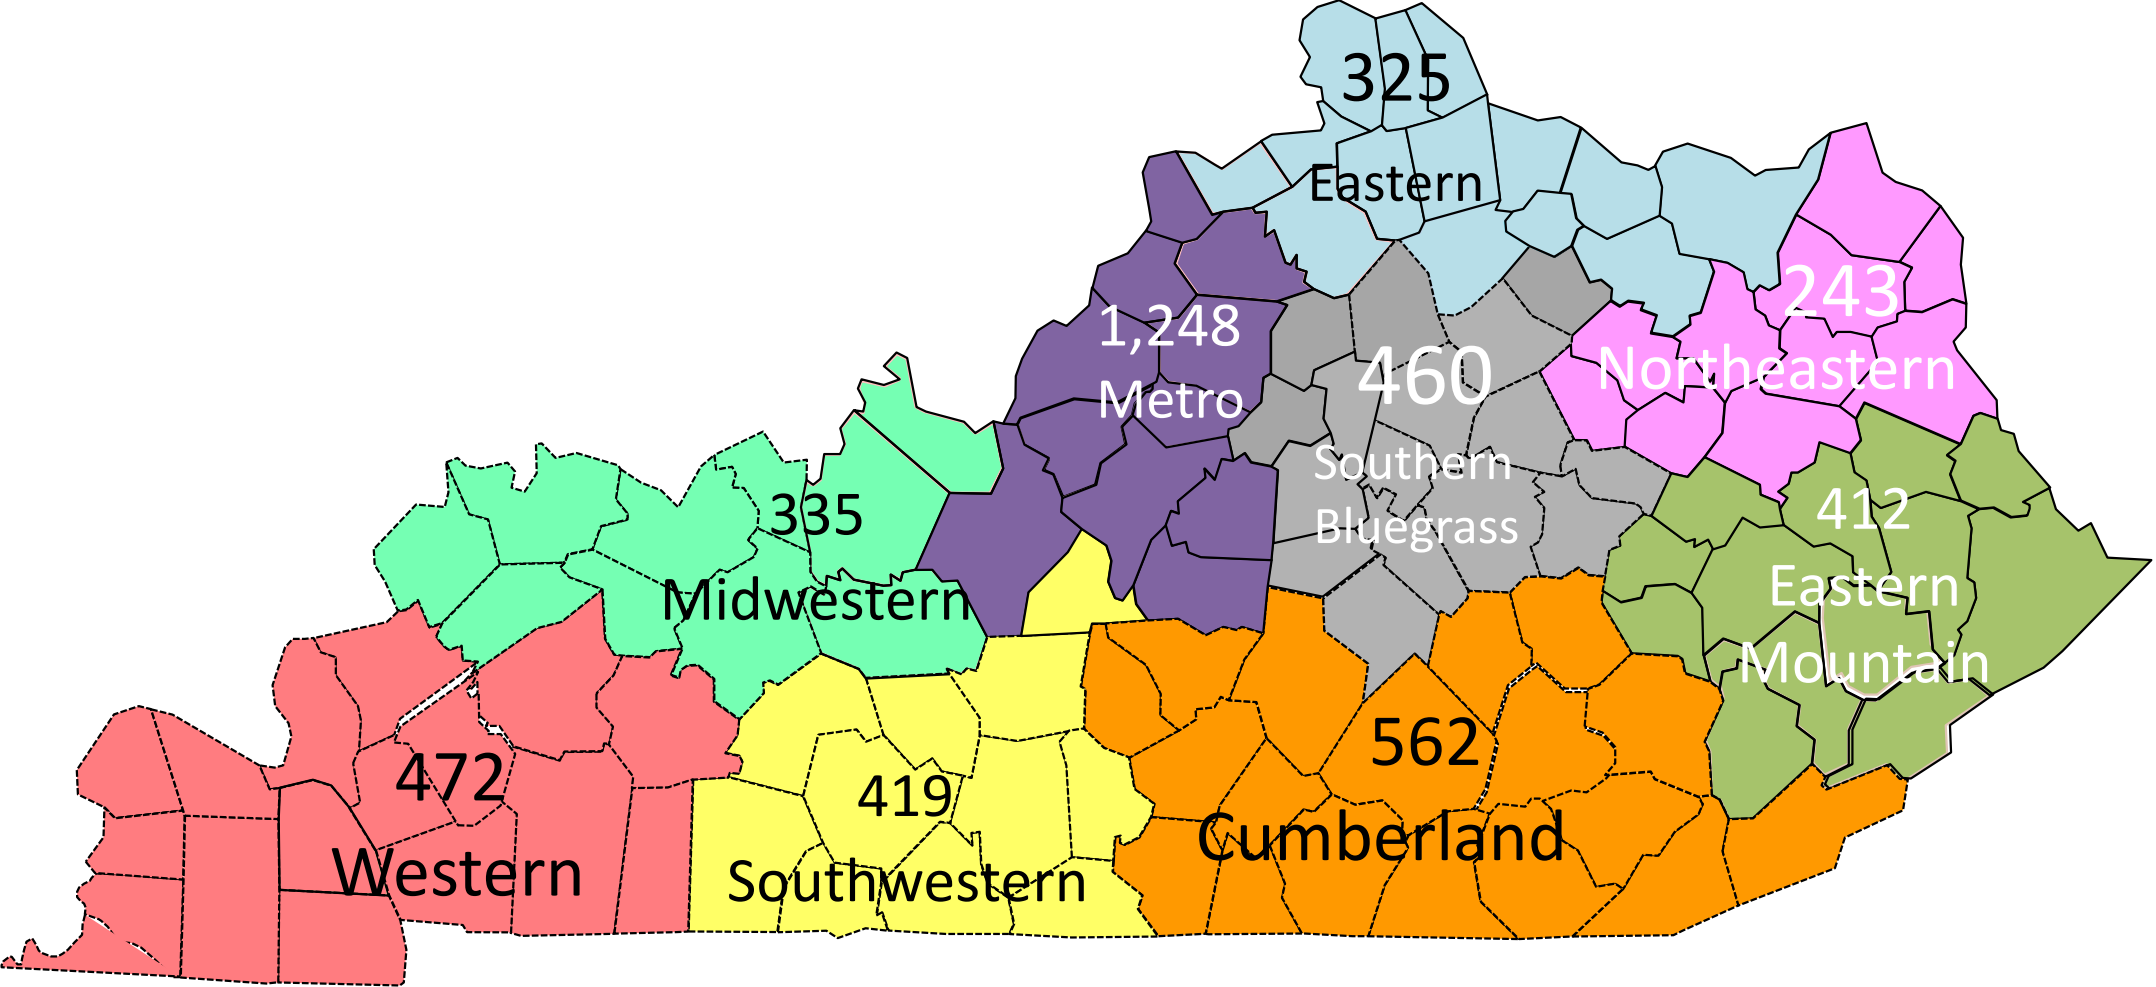 325
Eastern
243
Northeastern
1,248
Metro
460
Southern
Bluegrass
412
Eastern
Mountain
335
Midwestern
472
Western
419
Southwestern
562
Cumberland